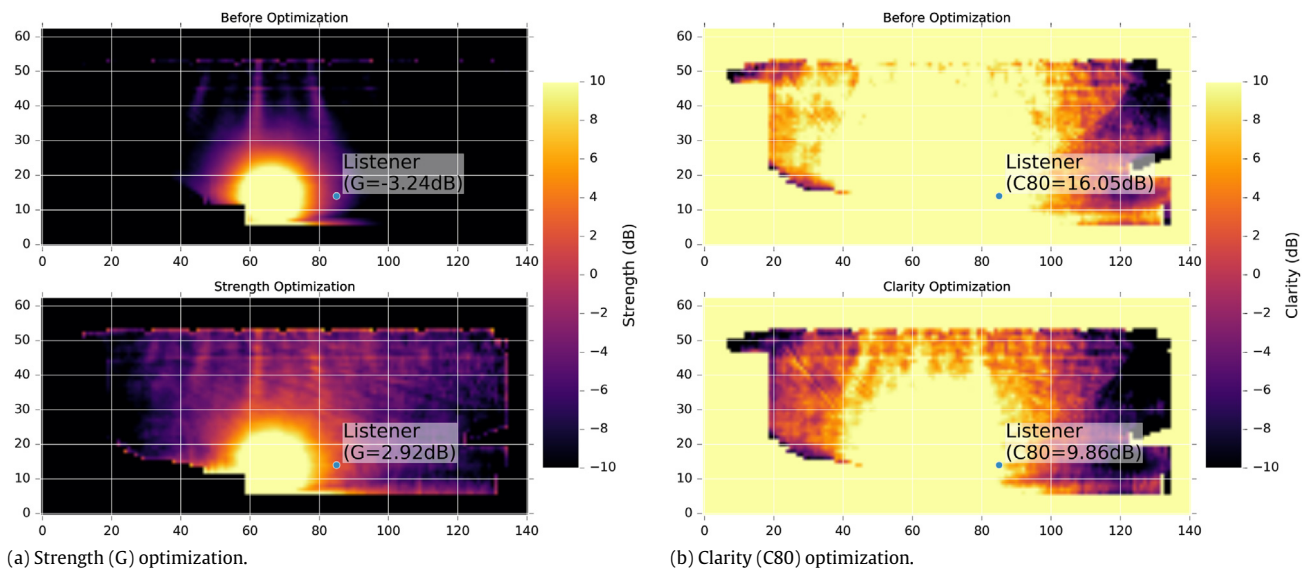 Before Optimization
60
50
40
30
20
10
0
0 20 40 60 80 100 120 140
Listener
(G=-3.24dB)
Strength Optimization
60
50
40
30
20
10
0
0 20 40 60 80 100 120 140
Listener
(G=2.92dB)
10
8
6
4
2
0
−2
−4
−6
−8
−10
Strength (dB)
(a) Strength (G) optimization.
Before Optimization
60
50
40
30
20
10
0
0 20 40 60 80 100 120 140
Listener
(C80=16.05dB)
Clarity Optimization
60
50
40
30
20
10
0
0 20 40 60 80 100 120 140
Listener
(C80=9.86dB)
10
8
6
4
2
0
−2
−4
−6
−8
−10
Clarity (dB)
(b) Clarity (C80) optimization.